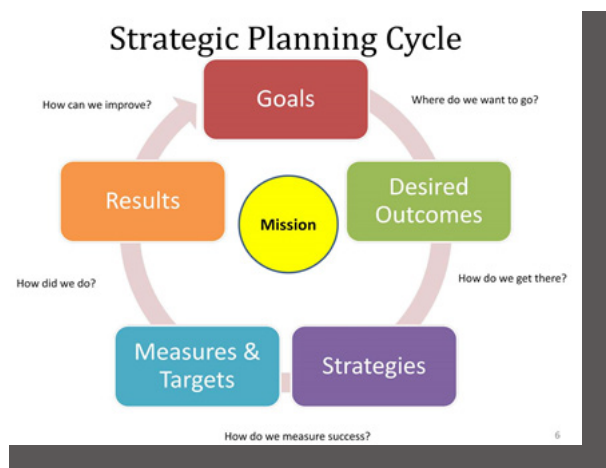 Strategic Planning Cycle
Goals
How can we improve?
Where do we want to go?
Results
Desired
Outcomes
Mission
How did we do?
How do we get there?
Measures &
Targets
Strategies
How do we measure success?
6